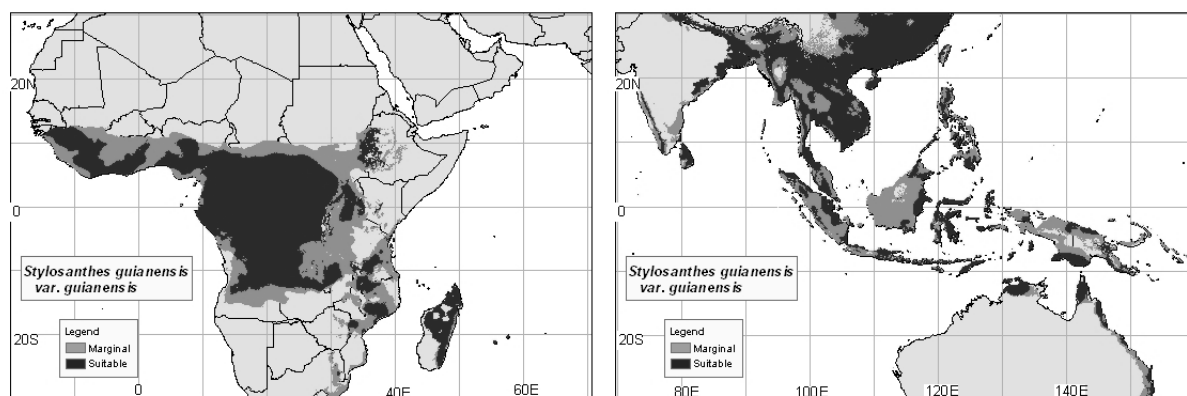 20N
0
Stylosanthes guianensis
var. guianensis
Legend
Marginal
Suitable
20S
0
20E
40E
60E
20N
0
Stylosanthes guianensis
var. guianensis
Legend
Marginal
Suitable
20S
80E
100E
120E
140E